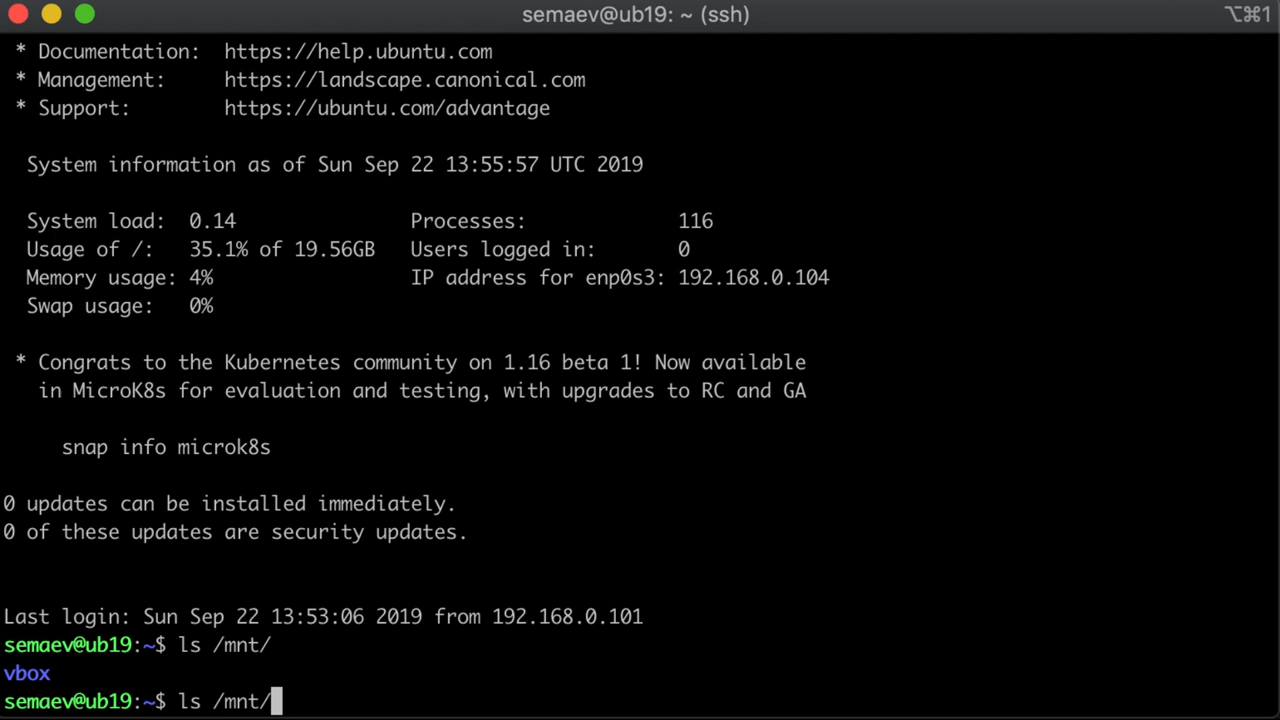 semaev@ub19: ~ (ssh)
⌥⌘1
* Documentation:  https://help.ubuntu.com
* Management:     https://landscape.canonical.com
* Support:        https://ubuntu.com/advantage
System information as of Sun Sep 22 13:55:57 UTC 2019
System load:  0.14               Processes:             116
Usage of /:   35.1% of 19.56GB   Users logged in:       0
Memory usage: 4%                 IP address for enp0s3: 192.168.0.104
Swap usage:   0%
* Congrats to the Kubernetes community on 1.16 beta 1! Now available
in MicroK8s for evaluation and testing, with upgrades to RC and GA
snap info microk8s
0 updates can be installed immediately.
0 of these updates are security updates.
Last login: Sun Sep 22 13:53:06 2019 from 192.168.0.101
semaev@ub19:~$ ls /mnt/
vbox
semaev@ub19:~$ ls /mnt/